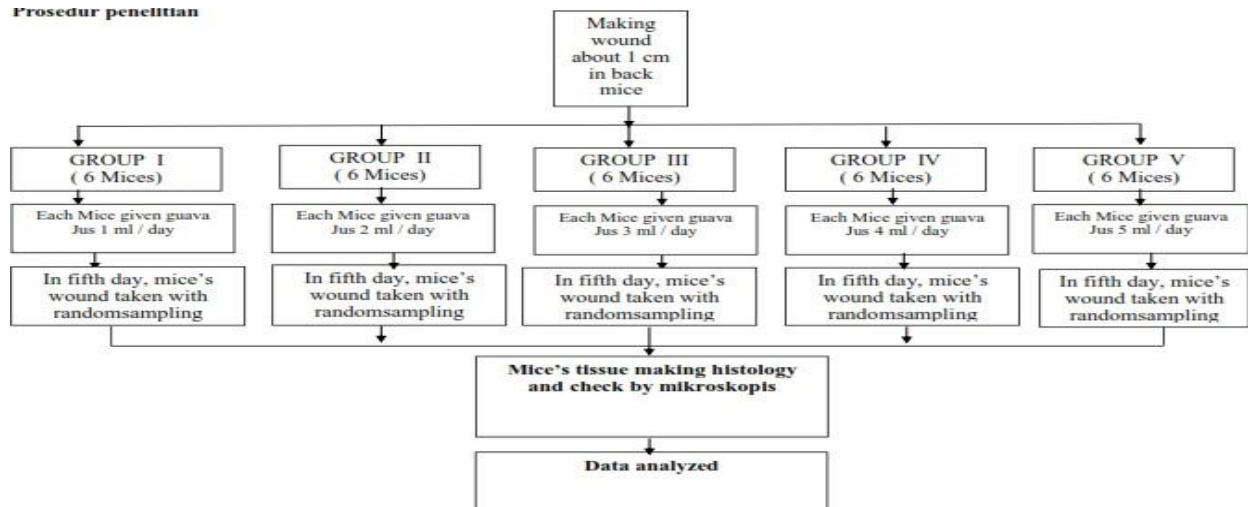 Prosedur penelitian
Making
wound
about 1 cm
in back
mice
GROUP I
( 6 Mices)
GROUP II
( 6 Mices)
GROUP III
( 6 Mices)
GROUP IV
( 6 Mices)
GROUP V
( 6 Mices)
Each Mice given guava
Jus 1 ml / day
Each Mice given guava
Jus 2 ml / day
Each Mice given guava
Jus 3 ml / day
Each Mice given guava
Jus 4 ml / day
Each Mice given guava
Jus 5 ml / day
In fifth day, mice's
wound taken with
randomsampling
In fifth day, mice's
wound taken with
randomsampling
In fifth day, mice's
wound taken with
randomsampling
In fifth day, mice's
wound taken with
randomsampling
In fifth day, mice's
wound taken with
randomsampling
Mice's tissue making histology
and check by mikroskopis
Data analyzed